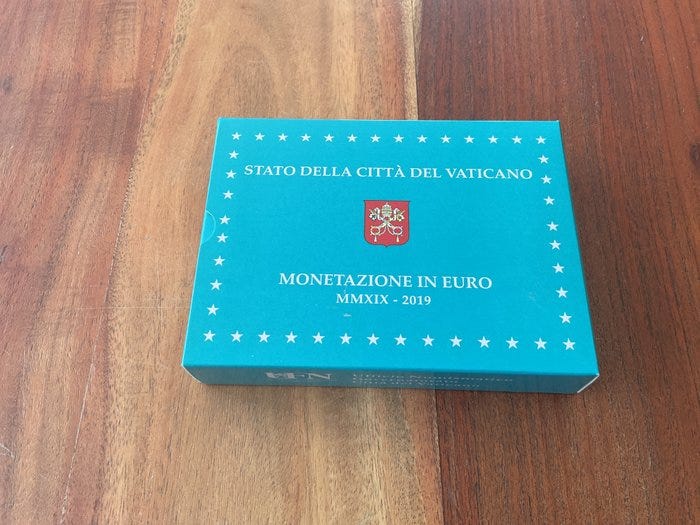 STATO DELLA CITTÀ DEL VATICANO
MONETAZIONE IN EURO
MMXIX - 2019